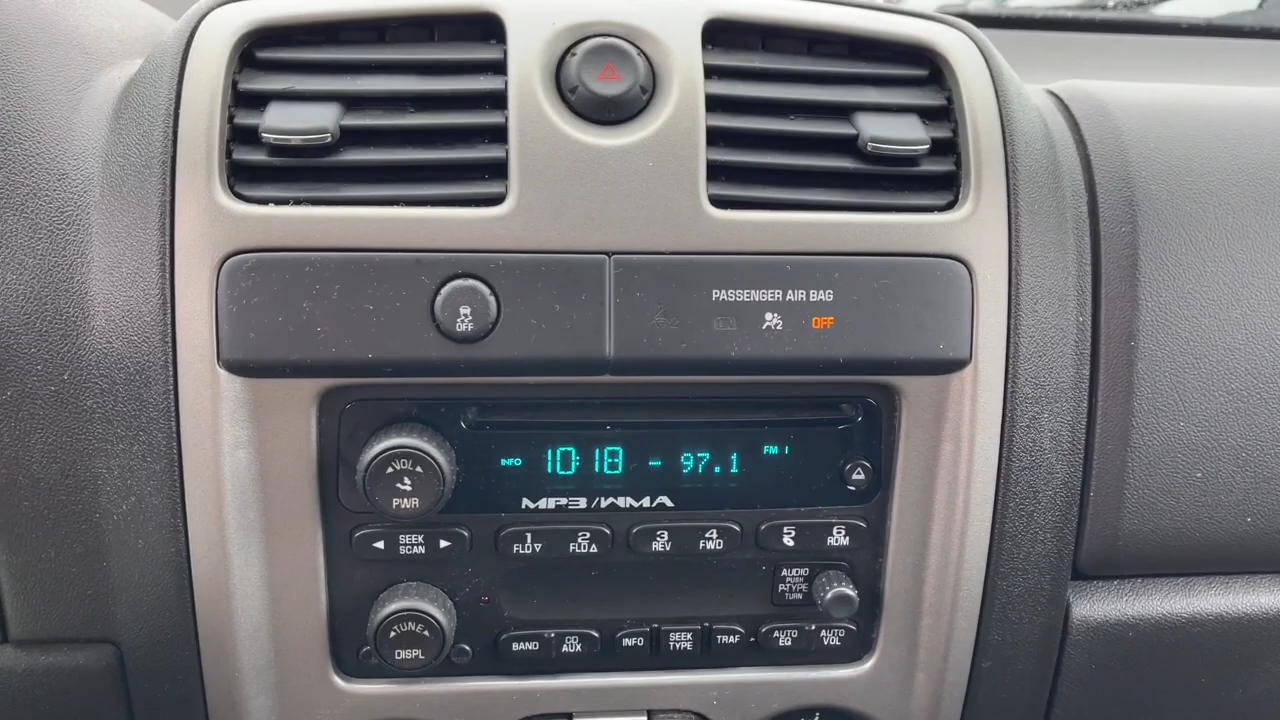 PASSENGER AIR BAG
OFF
2
OFF
INFO 10:18 - 97.1 FM 1
VOL
PWR
MP3/WMA
SEEK
SCAN
1 FLD
2 FLD
3 REV
4 FWD
5
6 RDM
AUDIO
PUSH
P-TYPE
TURN
TUNE
DISPL
BAND
CD
AUX
INFO
SEEK
TYPE
TRAF
AUTO
EQ
AUTO
VOL